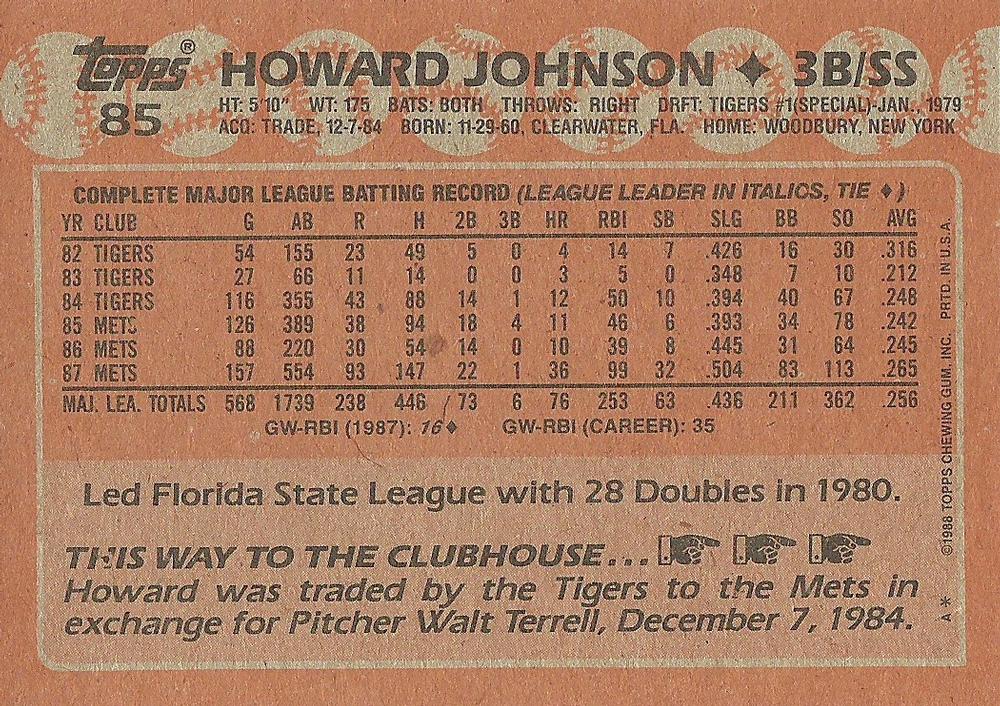 Topps® HOWARD JOHNSON ♦ 3B/SS
85
HT: 5'10" WT: 175 BATS: BOTH THROWS: RIGHT DRFT: TIGERS #1(SPECIAL)-JAN., 1979
ACQ: TRADE, 12-7-84 BORN: 11-29-60, CLEARWATER, FLA. HOME: WOODBURY, NEW YORK
COMPLETE MAJOR LEAGUE BATTING RECORD (LEAGUE LEADER IN ITALICS, TIE ♦)
YR CLUB G AB R H 2B 3B HR RBI SB SLG BB SO AVG
82 TIGERS 54 155 23 49 5 0 4 14 7 .426 16 30 .316
83 TIGERS 27 66 11 14 0 0 3 5 0 .348 7 10 .212
84 TIGERS 116 355 43 88 14 1 12 50 10 .394 40 67 .248
85 METS 126 389 38 94 18 4 11 46 6 .393 34 78 .242
86 METS 88 220 30 54 14 0 10 39 8 .445 31 64 .245
87 METS 157 554 93 147 22 1 36 99 32 .504 83 113 .265
MAJ. LEA. TOTALS 568 1739 238 446 73 6 76 253 63 .436 211 362 .256
GW-RBI (1987): 16♦ GW-RBI (CAREER): 35
Led Florida State League with 28 Doubles in 1980.
THIS WAY TO THE CLUBHOUSE...
Howard was traded by the Tigers to the Mets in
exchange for Pitcher Walt Terrell, December 7, 1984.
©1988 TOPPS CHEWING GUM, INC. PRTD. IN U.S.A.
A *